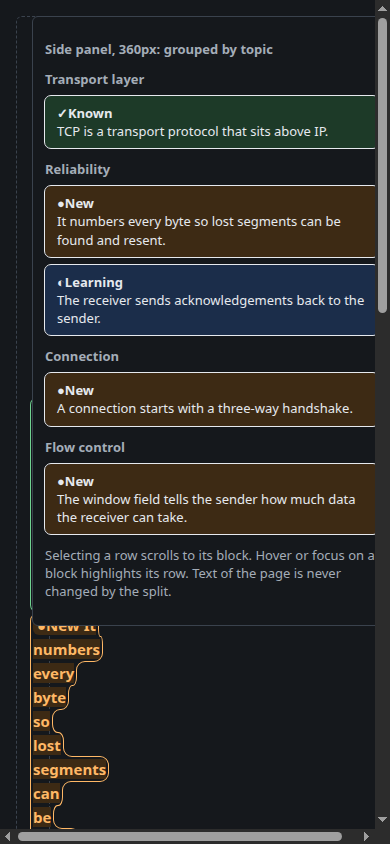 Side panel, 360px: grouped by topic
Transport layer
✓Known
TCP is a transport protocol that sits above IP.
Reliability
●New
It numbers every byte so lost segments can be
found and resent.
◖Learning
The receiver sends acknowledgements back to the
sender.
Connection
●New
A connection starts with a three-way handshake.
Flow control
●New
The window field tells the sender how much data
the receiver can take.
Selecting a row scrolls to its block. Hover or focus on a
block highlights its row. Text of the page is never
changed by the split.
●New It
numbers
every
byte
so
lost
segments
can
be